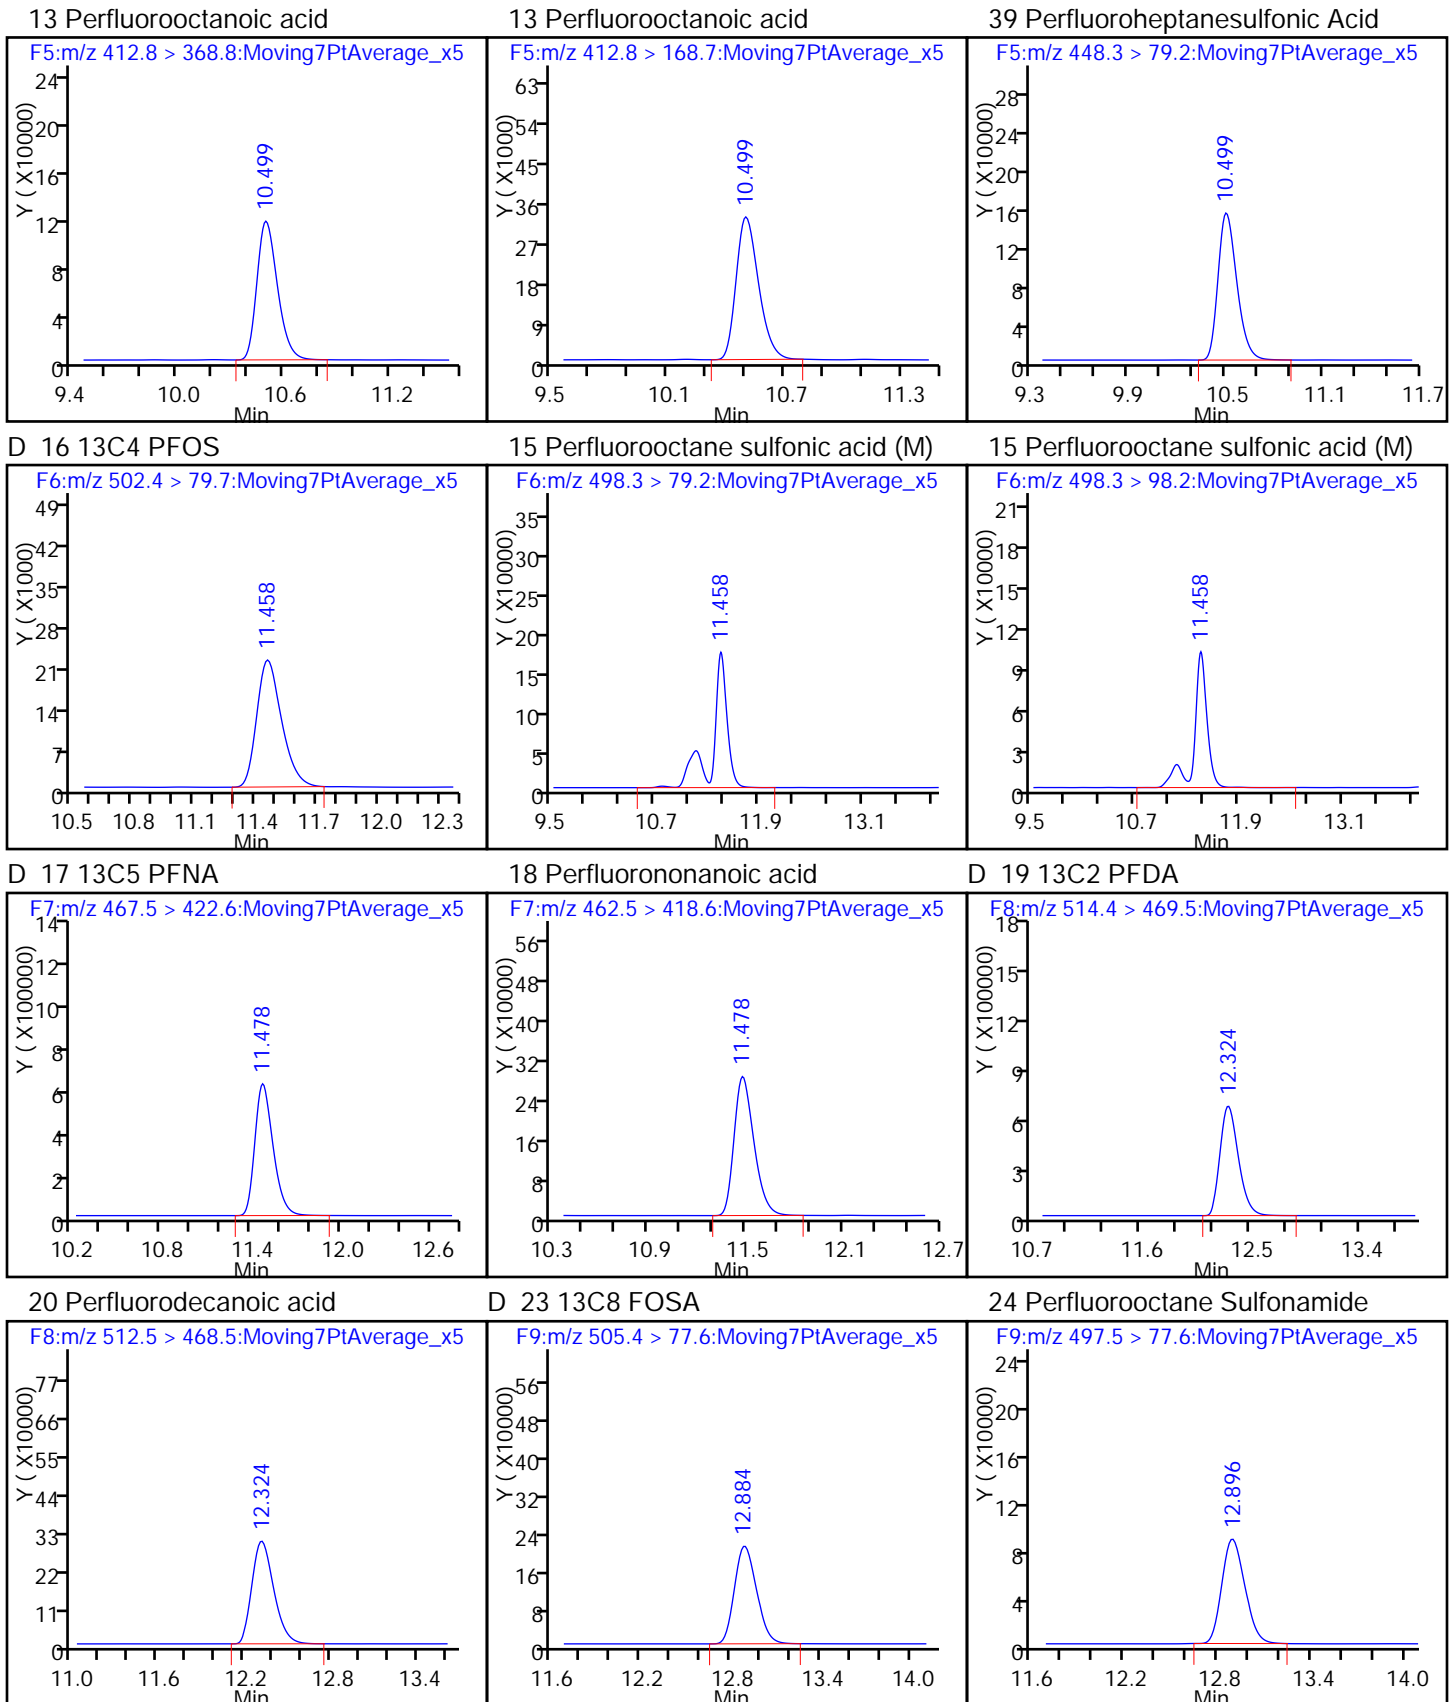 13 Perfluorooctanoic acid
F5:m/z 412.8 > 368.8:Moving7PtAverage_x5
Y ( X10000)
24
20
16
12
8
4
0
10.499
9.4 10.0 10.6 11.2
Min
13 Perfluorooctanoic acid
F5:m/z 412.8 > 168.7:Moving7PtAverage_x5
Y ( X1000)
63
54
45
36
27
18
9
0
10.499
9.5 10.1 10.7 11.3
Min
39 Perfluoroheptanesulfonic Acid
F5:m/z 448.3 > 79.2:Moving7PtAverage_x5
Y ( X10000)
28
24
20
16
12
8
4
0
10.499
9.3 9.9 10.5 11.1 11.7
Min
D 16 13C4 PFOS
F6:m/z 502.4 > 79.7:Moving7PtAverage_x5
Y ( X1000)
49
42
35
28
21
14
7
0
11.458
10.5 10.8 11.1 11.4 11.7 12.0 12.3
Min
15 Perfluorooctane sulfonic acid (M)
F6:m/z 498.3 > 79.2:Moving7PtAverage_x5
Y ( X10000)
35
30
25
20
15
10
5
0
11.458
9.5 10.7 11.9 13.1
Min
15 Perfluorooctane sulfonic acid (M)
F6:m/z 498.3 > 98.2:Moving7PtAverage_x5
Y ( X10000)
21
18
15
12
9
6
3
0
11.458
9.5 10.7 11.9 13.1
Min
D 17 13C5 PFNA
F7:m/z 467.5 > 422.6:Moving7PtAverage_x5
Y ( X100000)
14
12
10
8
6
4
2
0
11.478
10.2 10.8 11.4 12.0 12.6
Min
18 Perfluorononanoic acid
F7:m/z 462.5 > 418.6:Moving7PtAverage_x5
Y ( X10000)
56
48
40
32
24
16
8
0
11.478
10.3 10.9 11.5 12.1 12.7
Min
D 19 13C2 PFDA
F8:m/z 514.4 > 469.5:Moving7PtAverage_x5
Y ( X100000)
18
15
12
9
6
3
0
12.324
10.7 11.6 12.5 13.4
Min
20 Perfluorodecanoic acid
F8:m/z 512.5 > 468.5:Moving7PtAverage_x5
Y ( X10000)
77
66
55
44
33
22
11
0
12.324
11.0 11.6 12.2 12.8 13.4
Min
D 23 13C8 FOSA
F9:m/z 505.4 > 77.6:Moving7PtAverage_x5
Y ( X10000)
56
48
40
32
24
16
8
0
12.884
11.6 12.2 12.8 13.4 14.0
Min
24 Perfluorooctane Sulfonamide
F9:m/z 497.5 > 77.6:Moving7PtAverage_x5
Y ( X10000)
24
20
16
12
8
4
0
12.896
11.6 12.2 12.8 13.4 14.0
Min